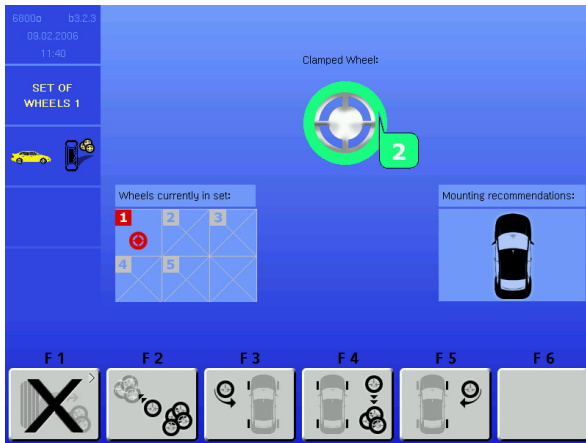 6800a b3.2.3
09.02.2006
11:40
SET OF
WHEELS 1
Clamped Wheel:
2
Wheels currently in set:
1 2 3
4 5
Mounting recommendations:
F 1 F 2 F 3 F 4 F 5 F 6